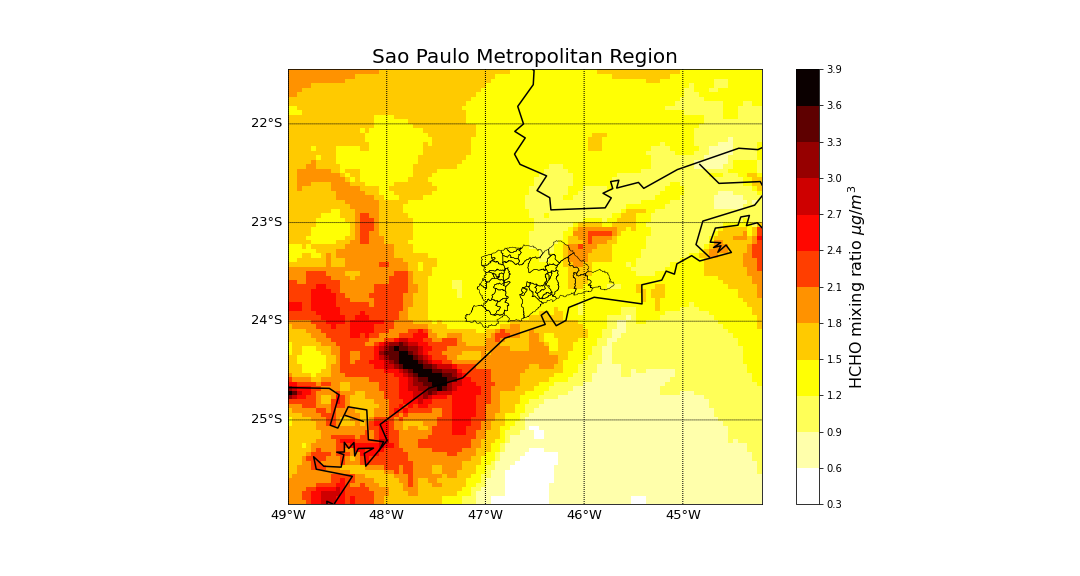 Sao Paulo Metropolitan Region
22°S
23°S
24°S
25°S
49°W 48°W 47°W 46°W 45°W
3.9
3.6
3.3
3.0
2.7
2.4
2.1
1.8
1.5
1.2
0.9
0.6
0.3
HCHO mixing ratio μg/m³